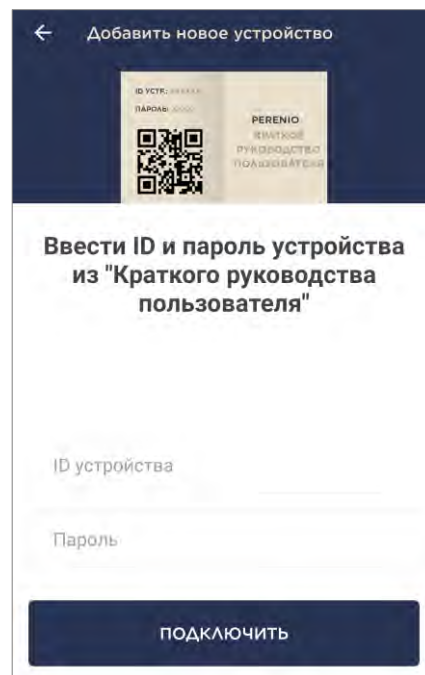 Добавить новое устройство
ID УСТР.:
ПАРОЛЬ:
PERENIO
КРАТКОЕ
РУКОВОДСТВО
ПОЛЬЗОВАТЕЛЯ
Ввести ID и пароль устройства
из "Краткого руководства
пользователя"
ID устройства
Пароль
ПОДКЛЮЧИТЬ